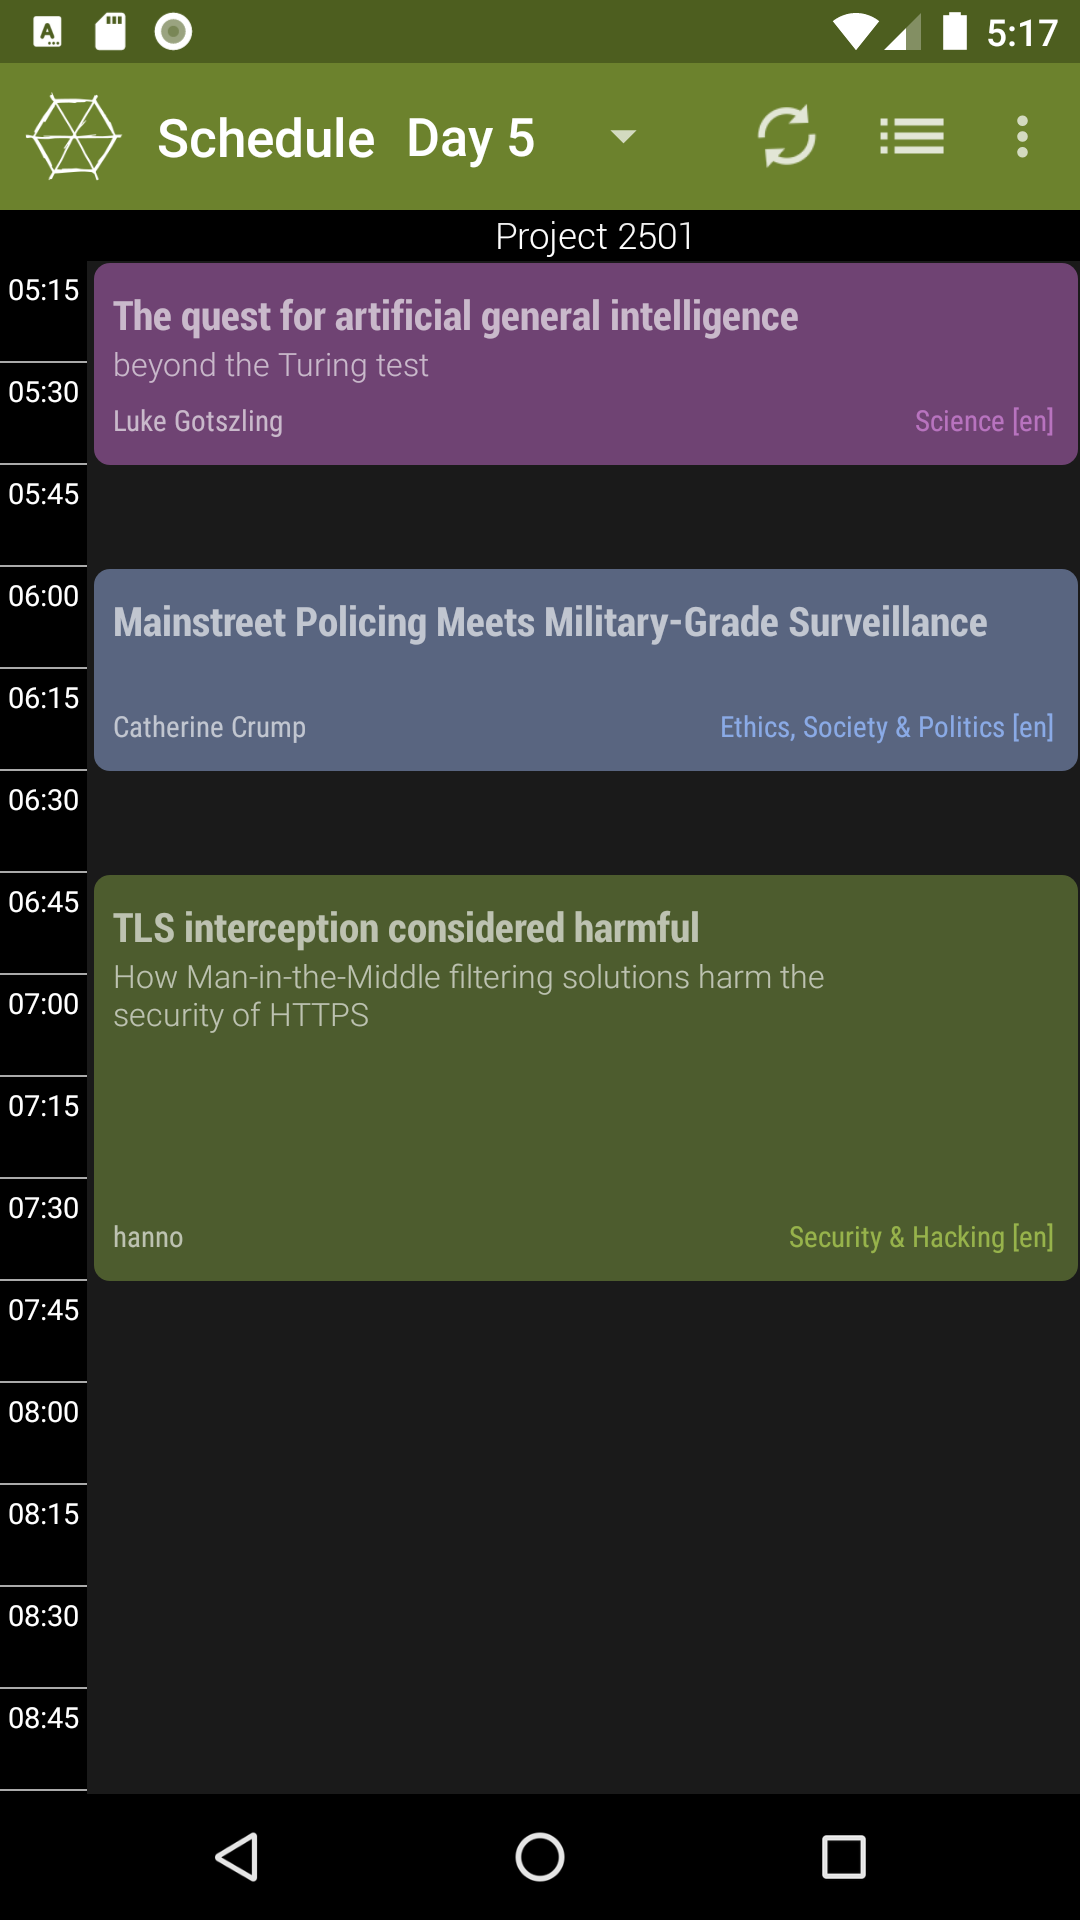 5:17
Schedule Day 5
Project 2501
05:15
The quest for artificial general intelligence
beyond the Turing test
05:30
Luke Gotszling Science [en]
05:45
06:00
Mainstreet Policing Meets Military-Grade Surveillance
06:15
Catherine Crump Ethics, Society & Politics [en]
06:30
06:45
TLS interception considered harmful
How Man-in-the-Middle filtering solutions harm the
07:00
security of HTTPS
07:15
07:30
hanno Security & Hacking [en]
07:45
08:00
08:15
08:30
08:45